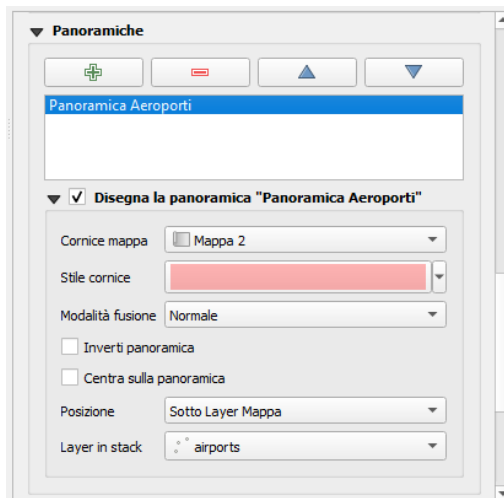 Panoramiche
Panoramica Aeroporti
Disegna la panoramica "Panoramica Aeroporti"
Cornice mappa Mappa 2
Stile cornice
Modalità fusione Normale
Inverti panoramica
Centra sulla panoramica
Posizione Sotto Layer Mappa
Layer in stack airports